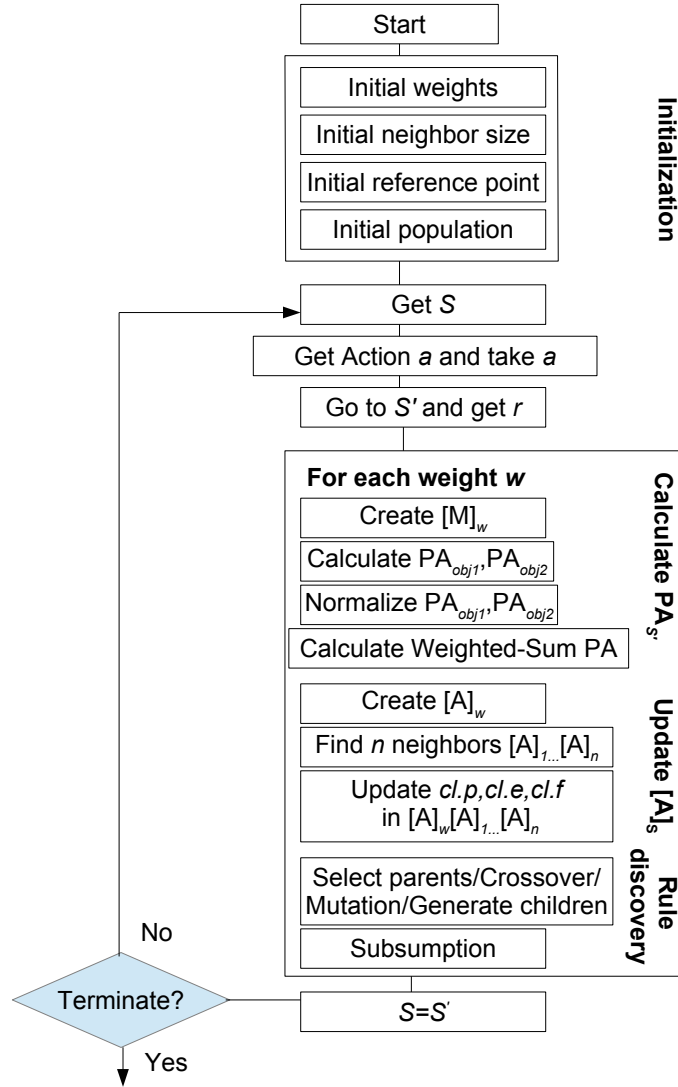 Start
Initial weights
Initial neighbor size
Initial reference point
Initial population
Initialization
Get S
Get Action a and take a
Go to S' and get r
For each weight w
Create [M]w
Calculate PAobj1,PAobj2
Normalize PAobj1,PAobj2
Calculate Weighted-Sum PA
Calculate PAS'
Create [A]w
Find n neighbors [A]1...[A]n
Update cl.p,cl.e,cl.f
in [A]w[A]1...[A]n
Update [A]S
Select parents/Crossover/
Mutation/Generate children
Subsumption
Rule
discovery
S=S'
Terminate?
No
Yes